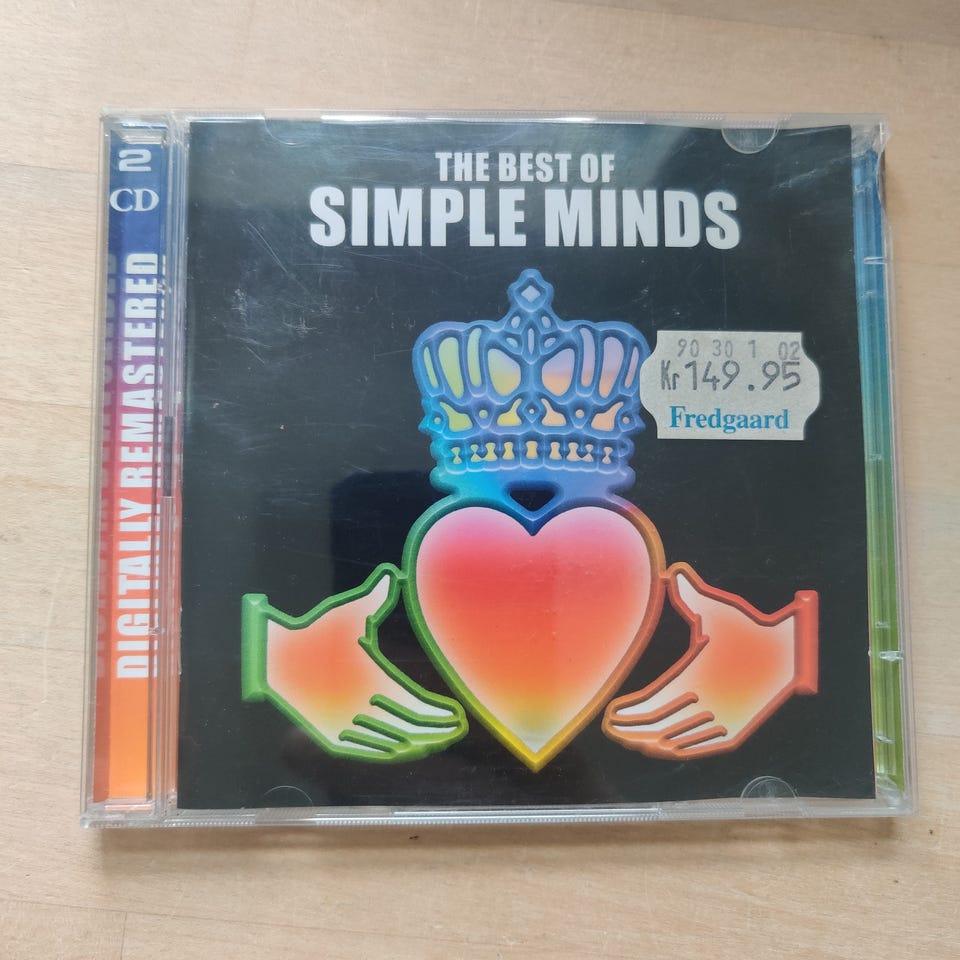 THE BEST OF
SIMPLE MINDS
2
CD
DIGITALLY REMASTERED
90 30 1 02
Kr 149.95
Fredgaard